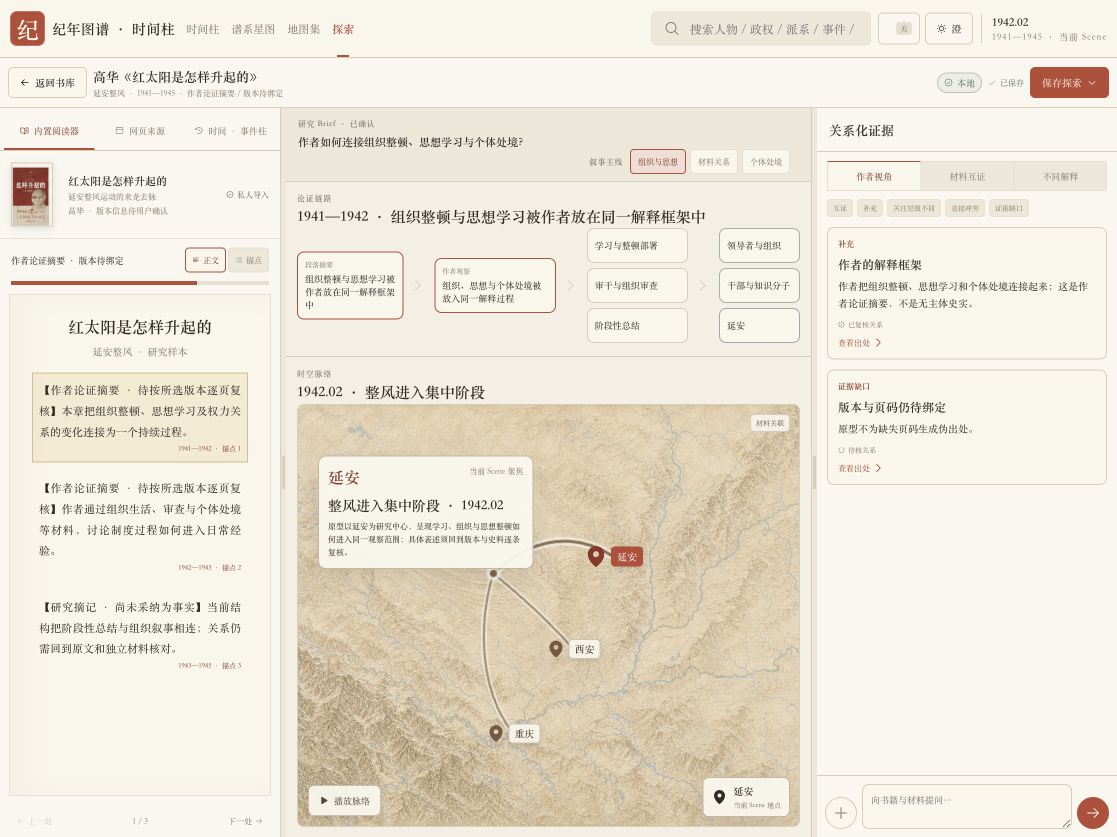 纪
纪年图谱 · 时间柱
时间柱
谱系星图
地图集
探索
搜索人物 / 政权 / 派系 / 事件 /
关
澄
1942.02
1941—1945 · 当前 Scene
返回书库
高华《红太阳是怎样升起的》
延安整风 · 1941—1945 · 作者论证摘要 / 版本待绑定
本地
已保存
保存探索
内置阅读器
网页来源
时间 · 事件柱
红太阳是怎样升起的
延安整风运动的来龙去脉
高华 · 版本信息待用户确认
私人导入
作者论证摘要 · 版本待绑定
正文
锚点
红太阳是怎样升起的
延安整风 · 研究样本
【作者论证摘要 · 待按所选版本逐页复
核】本章把组织整顿、思想学习及权力关
系的变化连接为一个持续过程。
1941—1942 · 锚点 1
【作者论证摘要 · 待按所选版本逐页复
核】作者通过组织生活、审查与个体处境
等材料，讨论制度过程如何进入日常经
验。
1942—1943 · 锚点 2
【研究摘记 · 尚未采纳为事实】当前结
构把阶段性总结与组织叙事相连；关系仍
需回到原文和独立材料核对。
1943—1945 · 锚点 3
← 上一处
1 / 3
下一处 →
研究 Brief · 已确认
作者如何连接组织整顿、思想学习与个体处境?
叙事主线
组织与思想
材料关系
个体处境
论证链路
1941—1942 · 组织整顿与思想学习被作者放在同一解释框架中
段落摘要
组织整顿与思想学习被
作者放在同一解释框架
中
作者观察
组织、思想与个体处境被
放入同一解释过程
学习与整顿部署
审干与组织审查
阶段性总结
领导者与组织
干部与知识分子
延安
时空脉络
1942.02 · 整风进入集中阶段
材料关联
延安
当前 Scene 聚焦
整风进入集中阶段 · 1942.02
原型以延安为研究中心，呈现学习、组织与思想整顿如
何进入同一观察范围；具体表述须回到版本与史料逐条
复核。
延安
西安
重庆
播放脉络
延安
当前 Scene 地点
关系化证据
作者视角
材料互证
不同解释
互证
补充
关注层级不同
直接冲突
证据缺口
补充
作者的解释框架
作者把组织整顿、思想学习和个体处境连接起来；这是作
者论证摘要，不是无主体史实。
已复核关系
查看出处
证据缺口
版本与页码仍待绑定
原型不为缺失页码生成伪出处。
待核关系
查看出处
向书籍与材料提问…